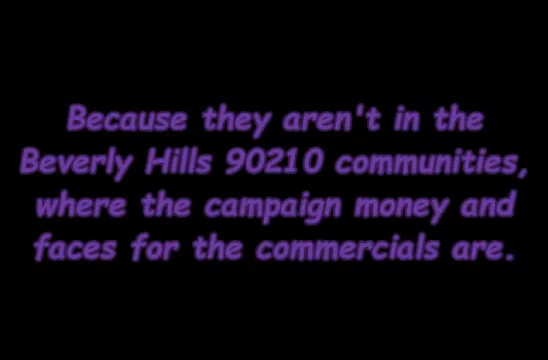 Because they aren't in the
Beverly Hills 90210 communities,
where the campaign money and
faces for the commercials are.